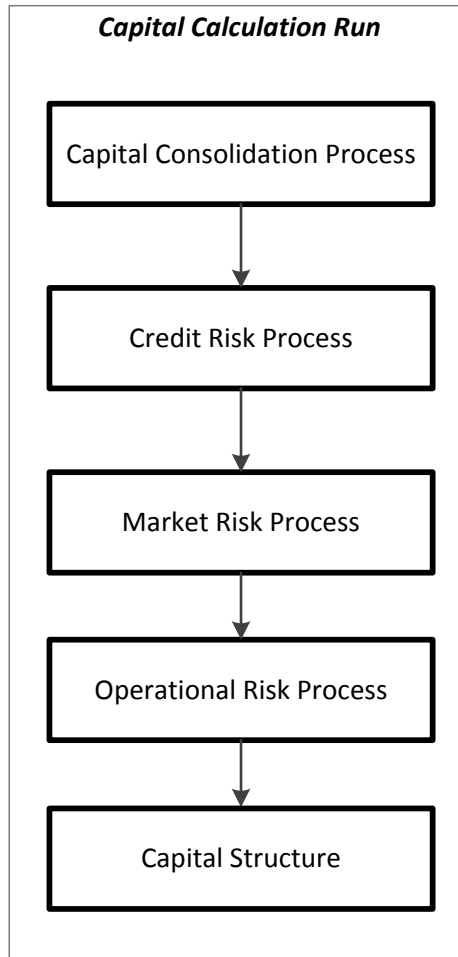 Capital Calculation Run
Capital Consolidation Process
Credit Risk Process
Market Risk Process
Operational Risk Process
Capital Structure